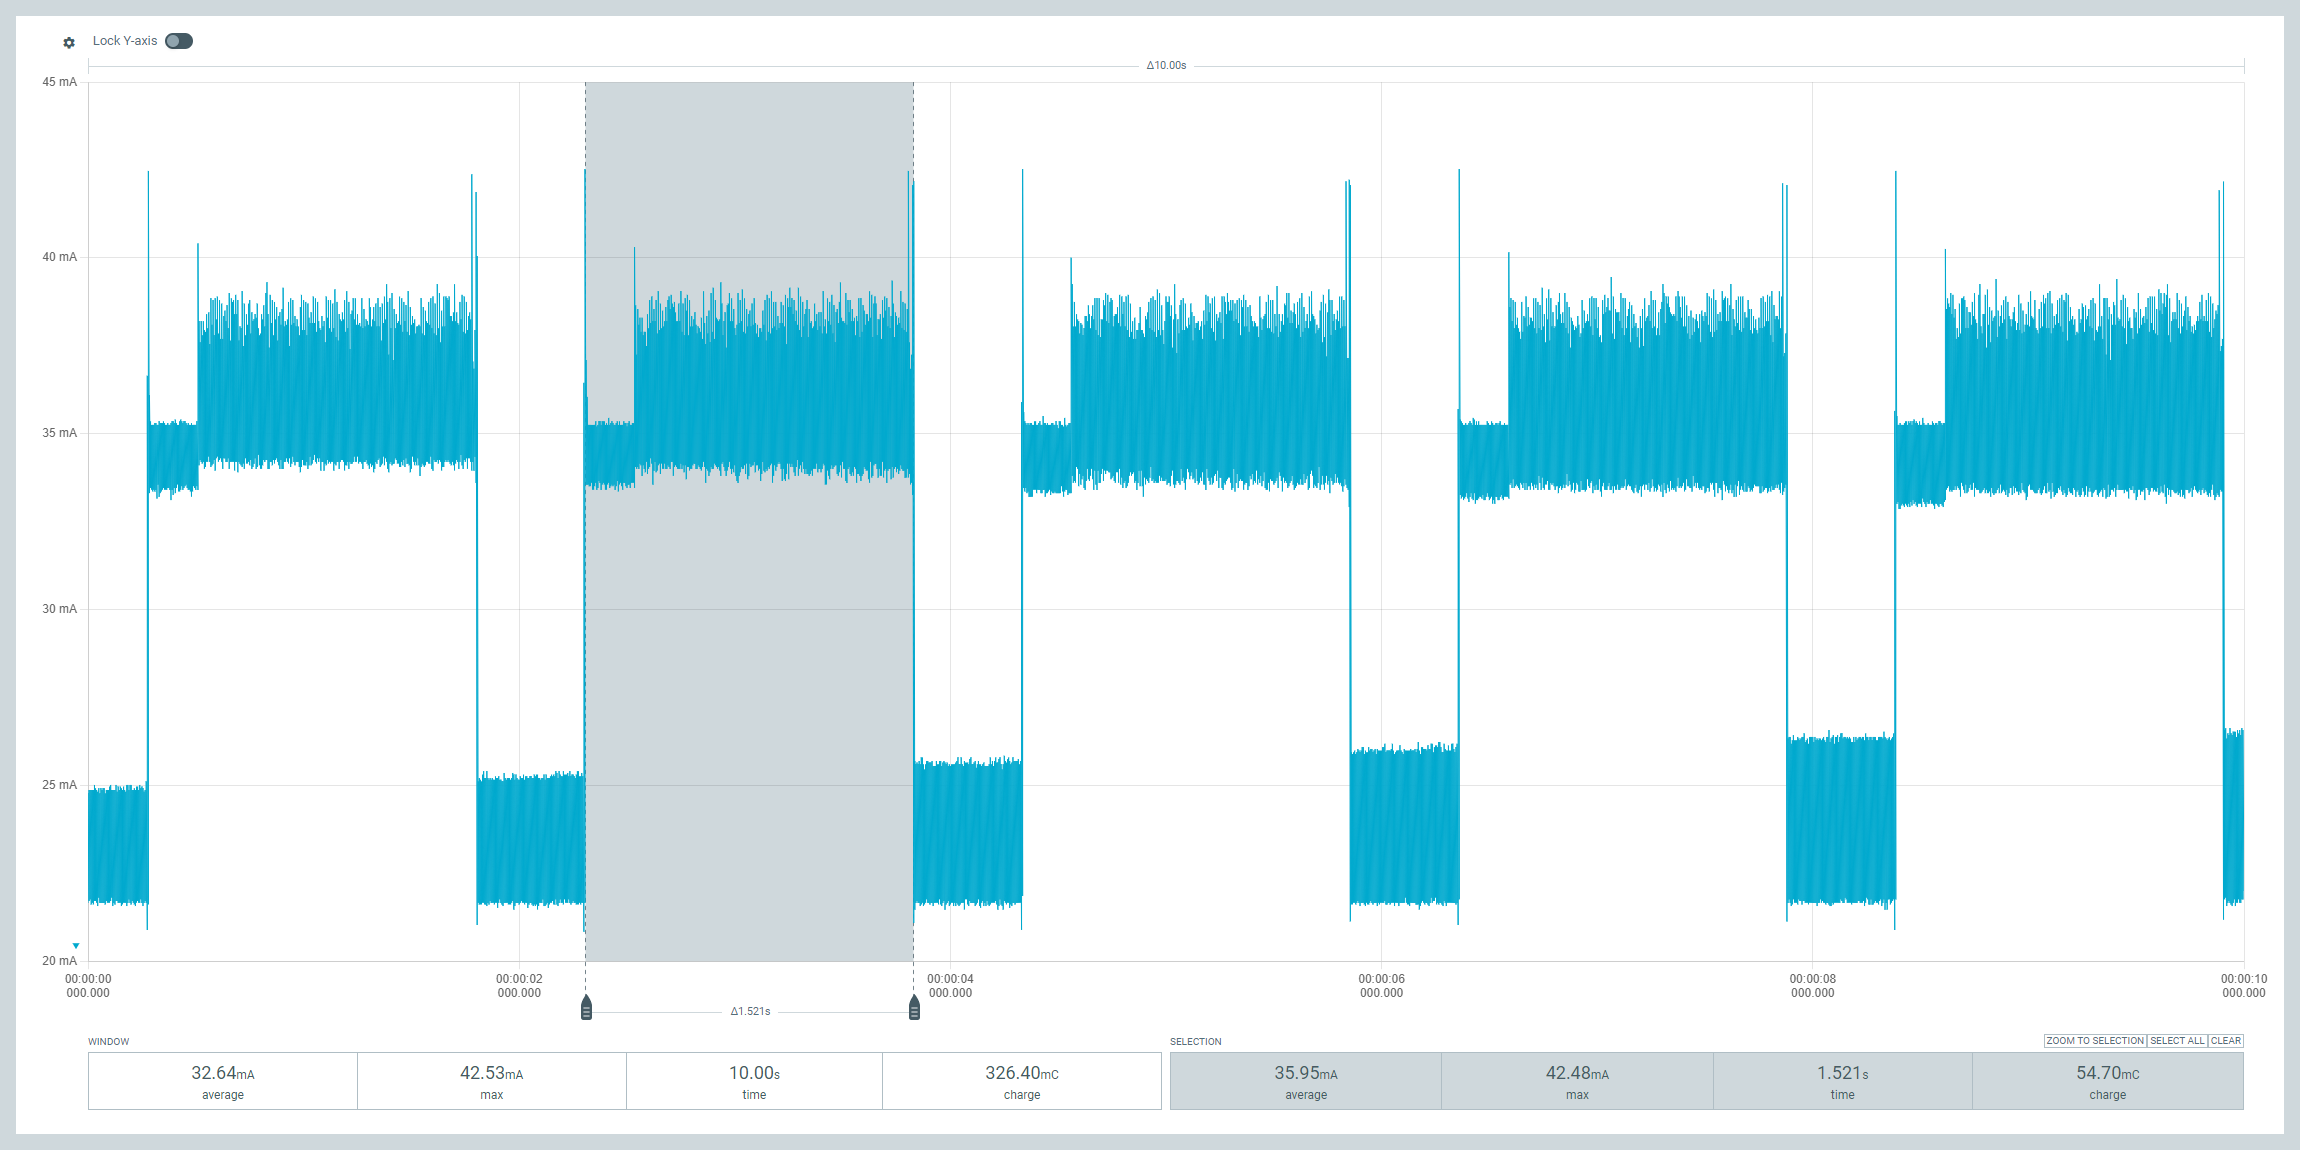 Lock Y-axis
Δ10.00s
45 mA
40 mA
35 mA
30 mA
25 mA
20 mA
00:00:00 00:00:02 00:00:04 00:00:06 00:00:08 00:00:10
000.000 000.000 000.000 000.000 000.000 000.000
Δ1.521s
WINDOW
32.64mA 42.53mA 10.00s 326.40mC
average max time charge
SELECTION ZOOM TO SELECTION SELECT ALL CLEAR
35.95mA 42.48mA 1.521s 54.70mC
average max time charge